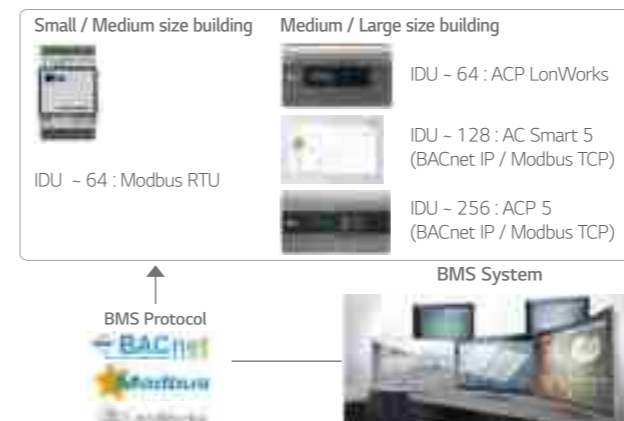 Small / Medium size building
Medium / Large size building
IDU ~ 64 : Modbus RTU
IDU ~ 64 : ACP LonWorks
IDU ~ 128 : AC Smart 5
(BACnet IP / Modbus TCP)
IDU ~ 256 : ACP 5
(BACnet IP / Modbus TCP)
BMS Protocol
BACnet
Modbus
BMS System